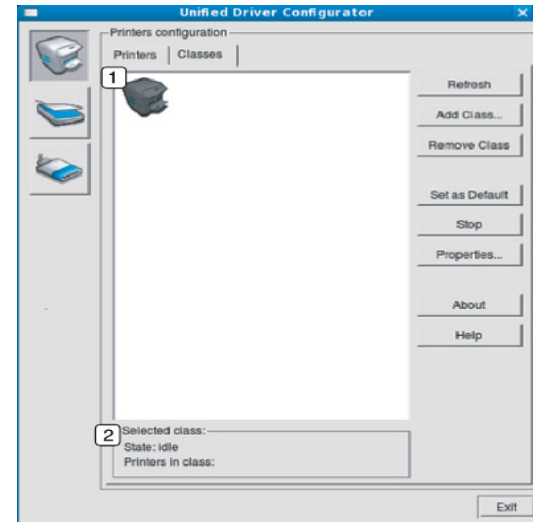 Unified Driver Configurator
Printers configuration
Printers
Classes
1
Refresh
Add Class...
Remove Class
Set as Default
Stop
Properties...
About
Help
2
Selected class:
State: idle
Printers in class:
Exit